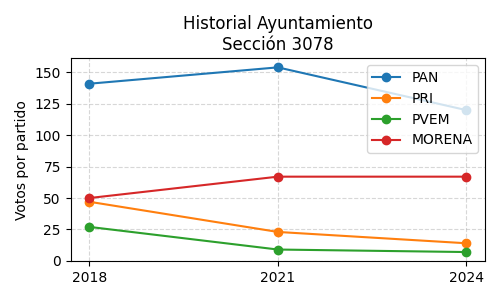 Historial Ayuntamiento
Sección 3078
Votos por partido
150
125
100
75
50
25
0
2018
2021
2024
PAN
PRI
PVEM
MORENA